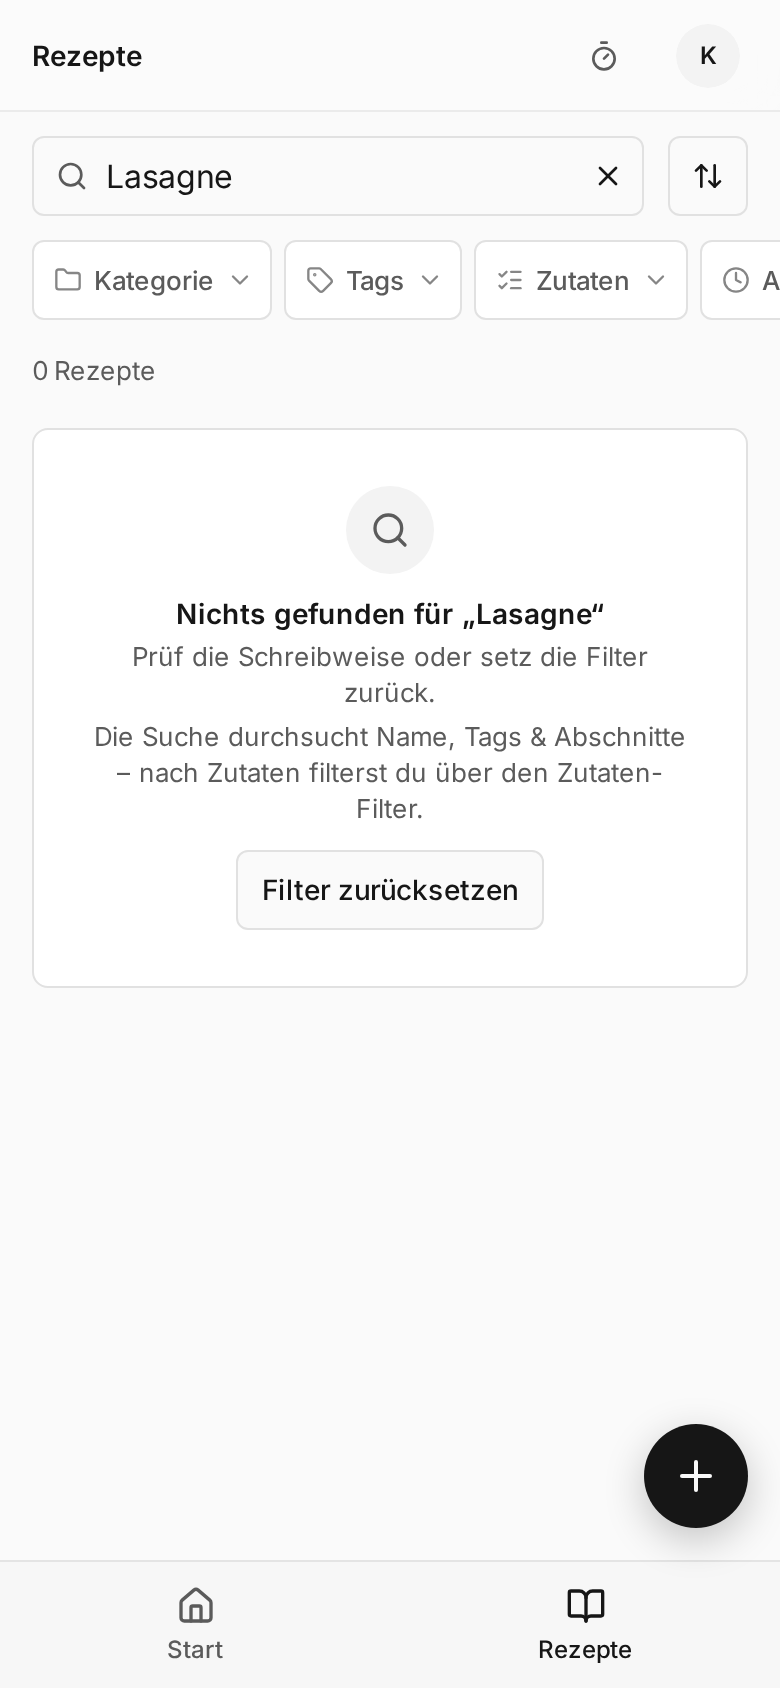 Rezepte
K
Lasagne
Kategorie
Tags
Zutaten
A
0 Rezepte
Nichts gefunden für „Lasagne“
Prüf die Schreibweise oder setz die Filter
zurück.
Die Suche durchsucht Name, Tags & Abschnitte
– nach Zutaten filterst du über den Zutaten-
Filter.
Filter zurücksetzen
Start
Rezepte